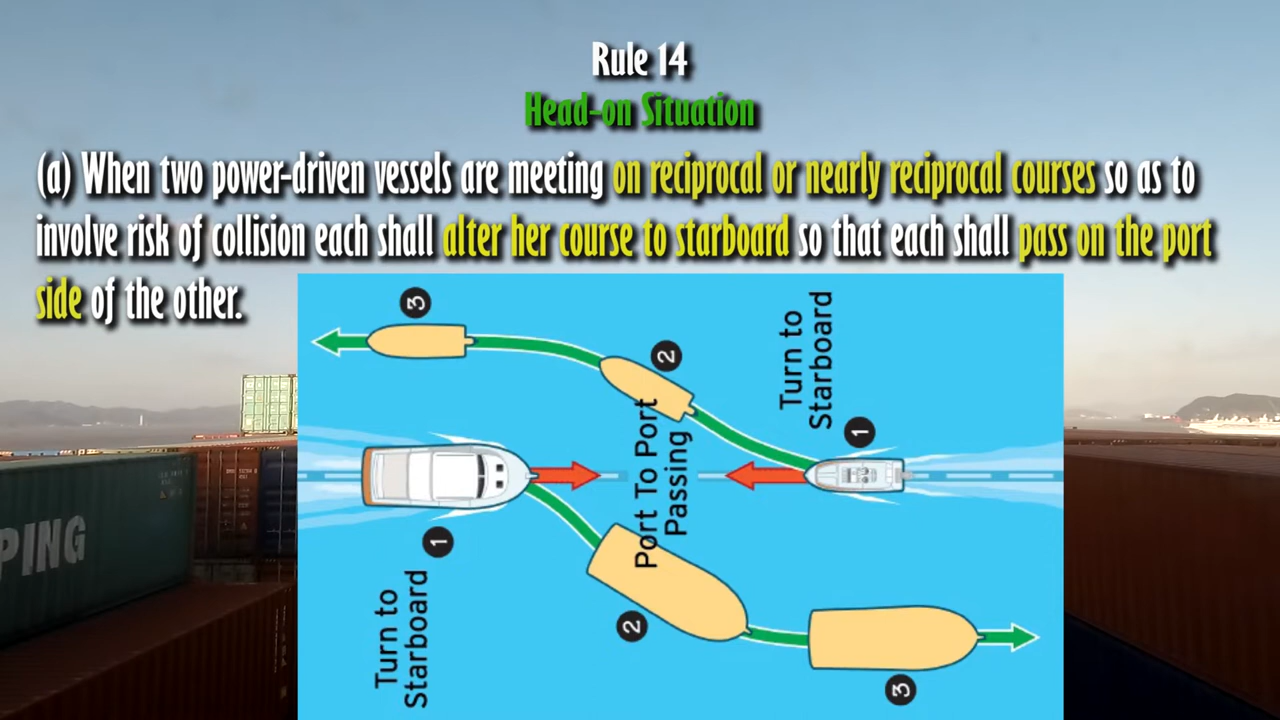 Rule 14
Head-on Situation
(a) When two power-driven vessels are meeting on reciprocal or nearly reciprocal courses so as to
involve risk of collision each shall alter her course to starboard so that each shall pass on the port
side of the other.
3
2
Turn to
Starboard
1
Port To Port
Passing
1
Turn to
Starboard
2
3
PING